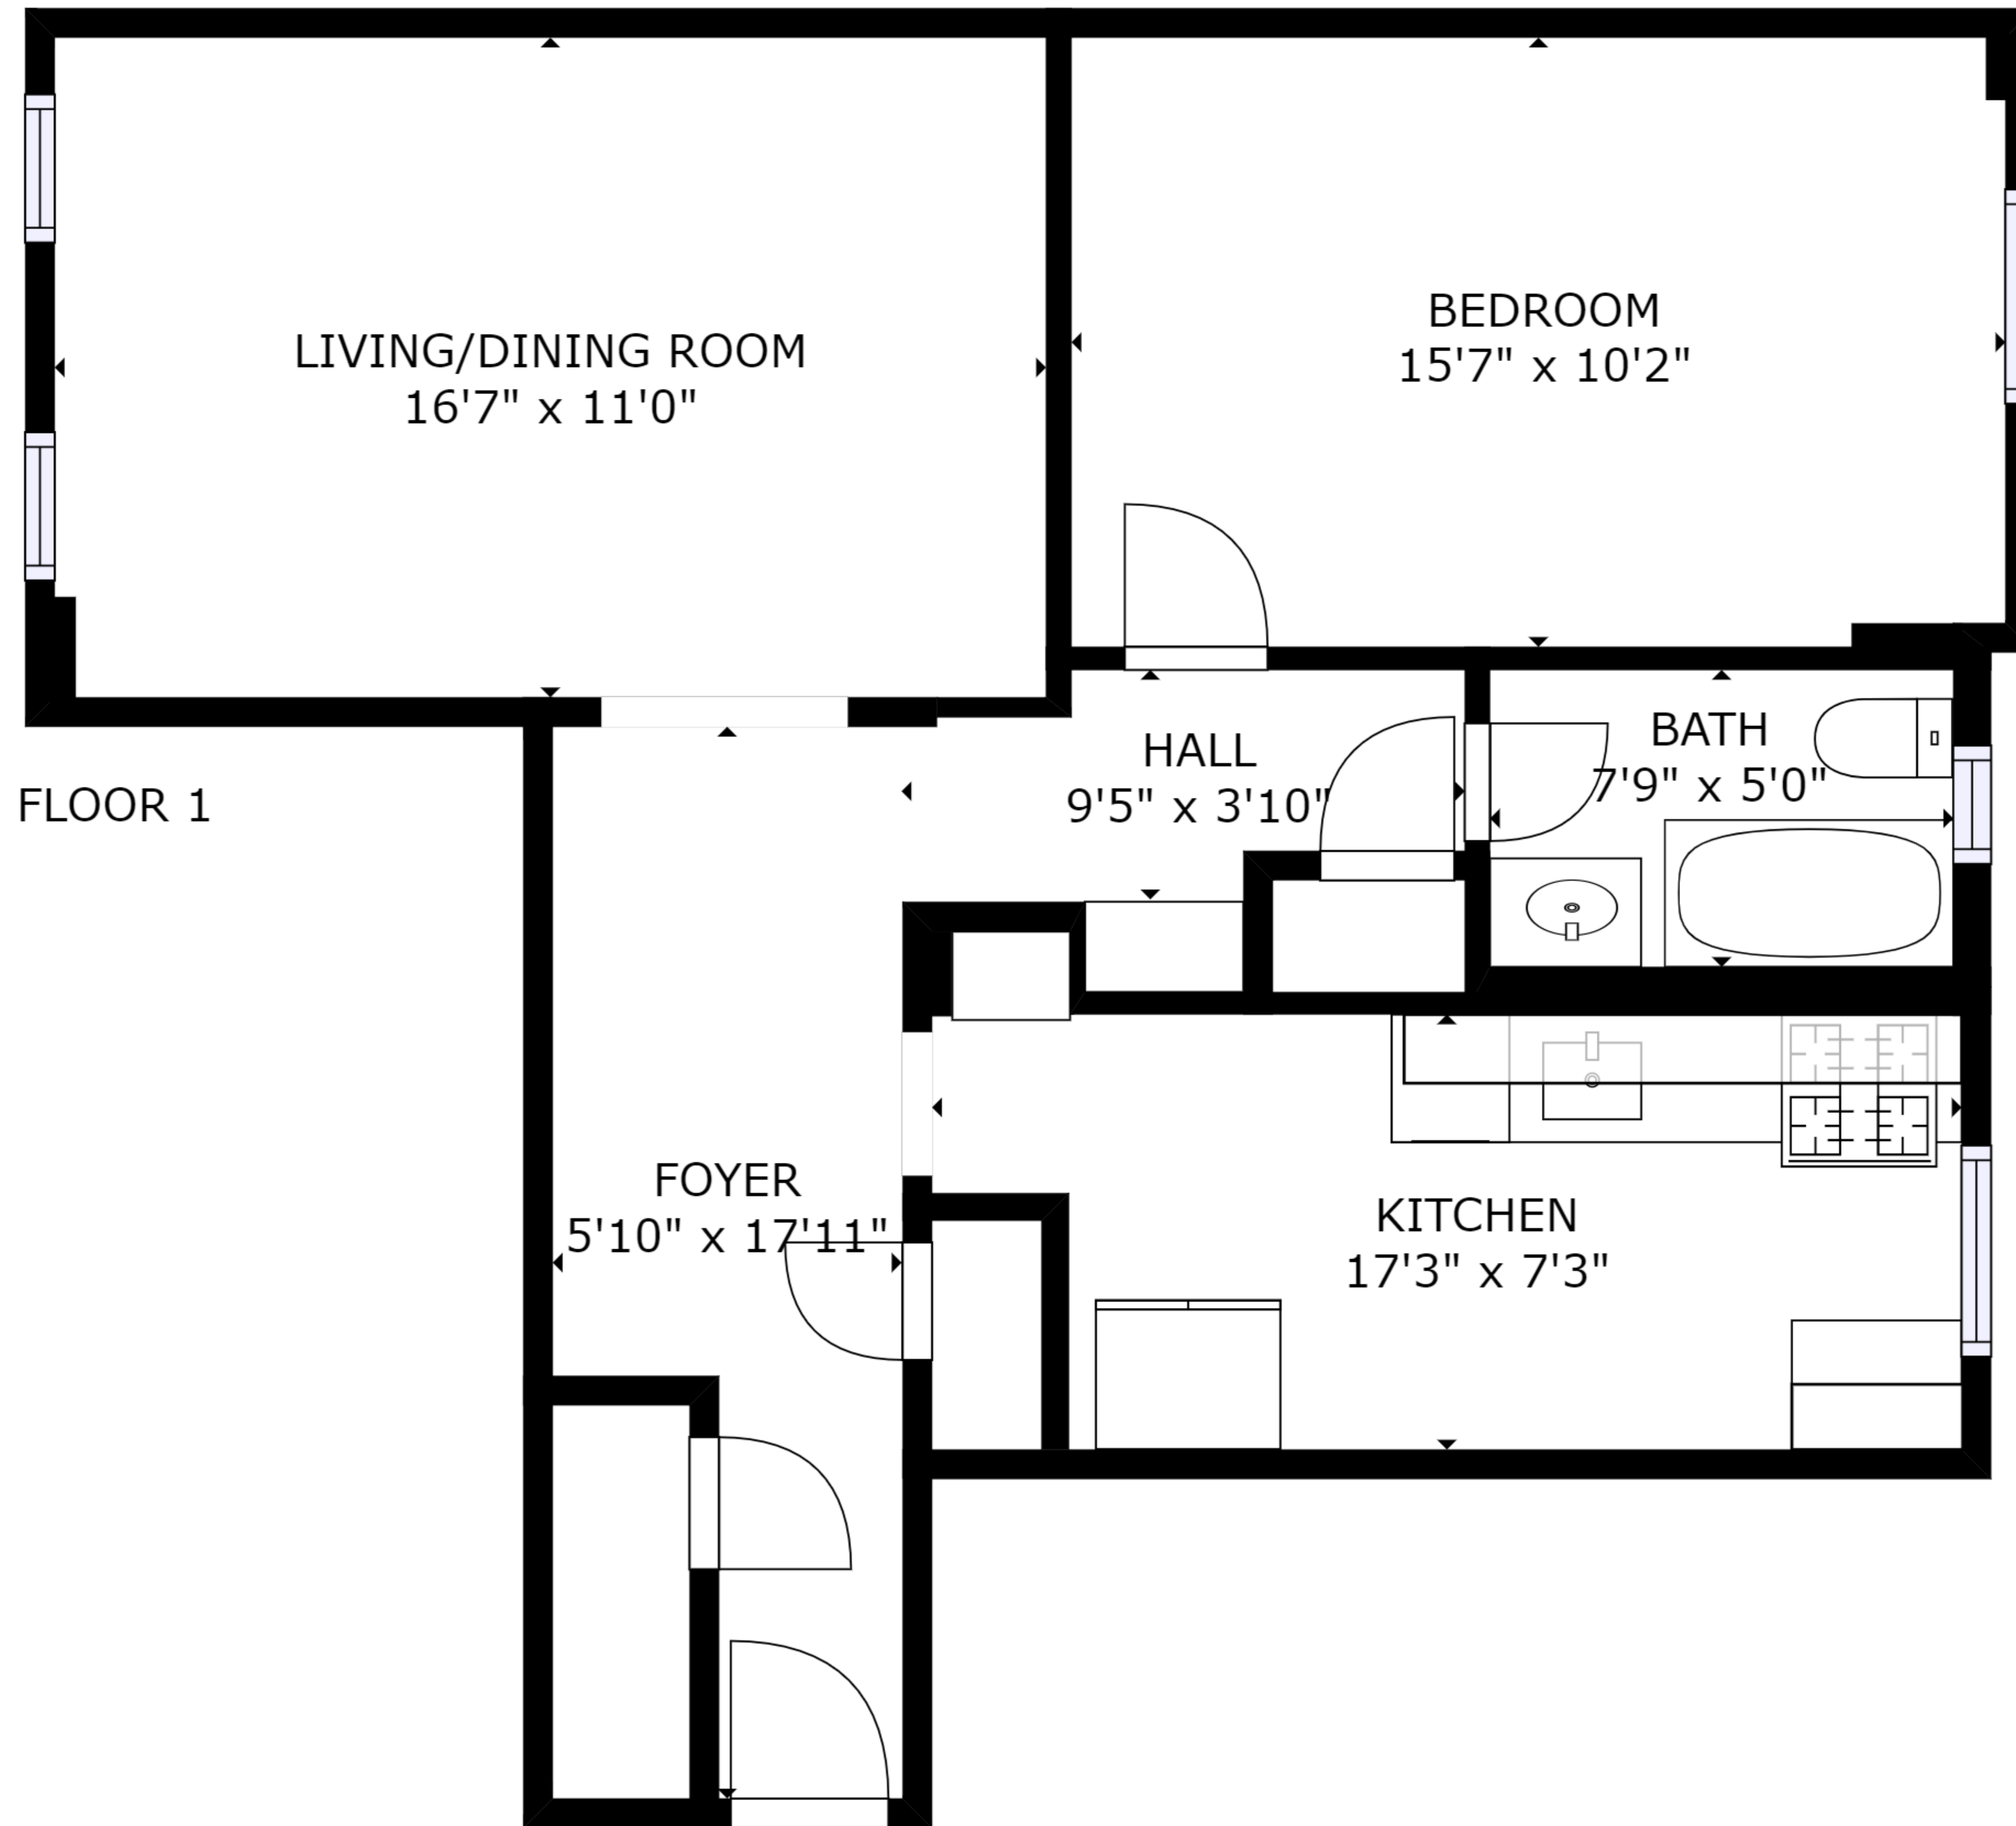 LIVING/DINING ROOM
16'7" x 11'0"
BEDROOM
15'7" x 10'2"
HALL
9'5" x 3'10"
BATH
7'9" x 5'0"
FLOOR 1
FOYER
5'10" x 17'11"
KITCHEN
17'3" x 7'3"